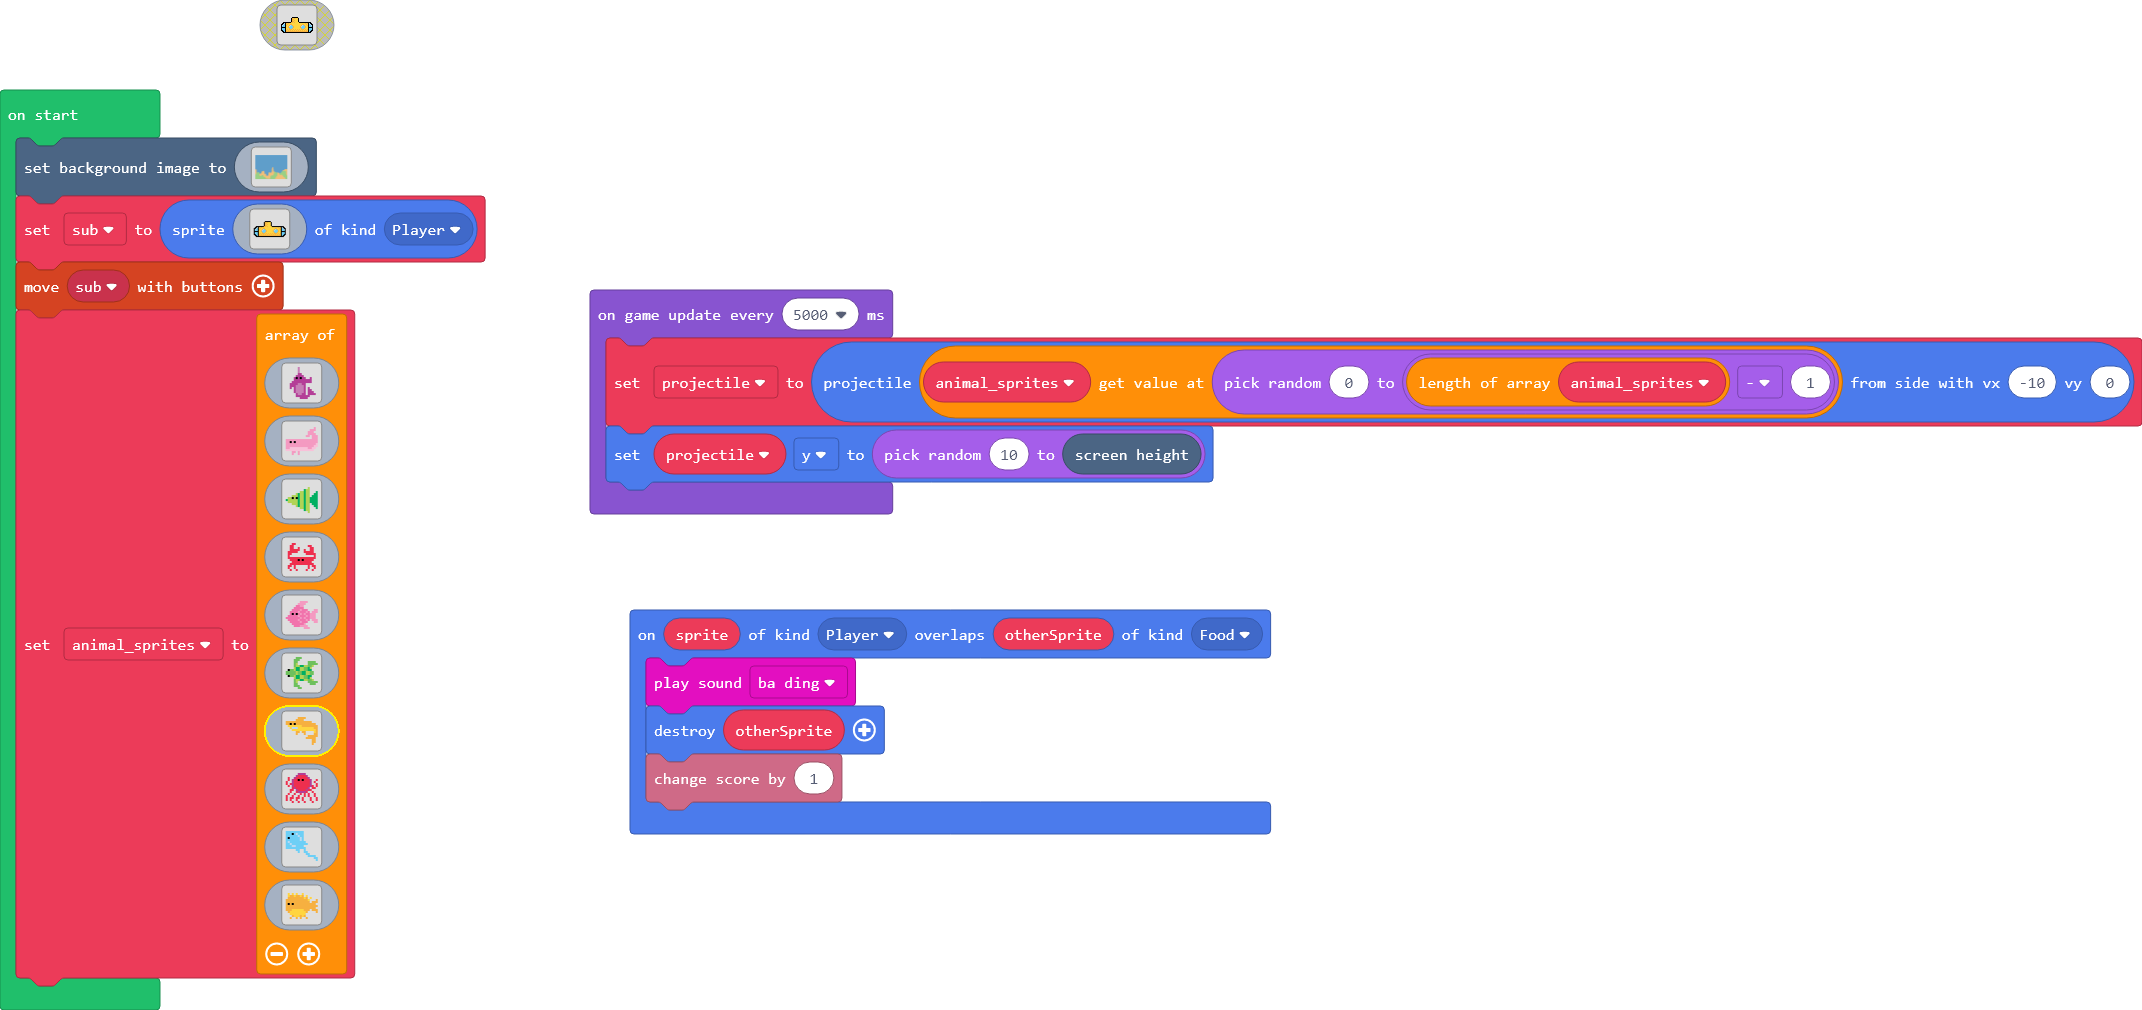 on start
set background image to
set sub to sprite of kind Player
move sub with buttons
set animal_sprites to array of
on game update every 5000 ms
set projectile to projectile animal_sprites get value at pick random 0 to length of array animal_sprites - 1 from side with vx -10 vy 0
set projectile y to pick random 10 to screen height
on sprite of kind Player overlaps otherSprite of kind Food
play sound ba ding
destroy otherSprite
change score by 1